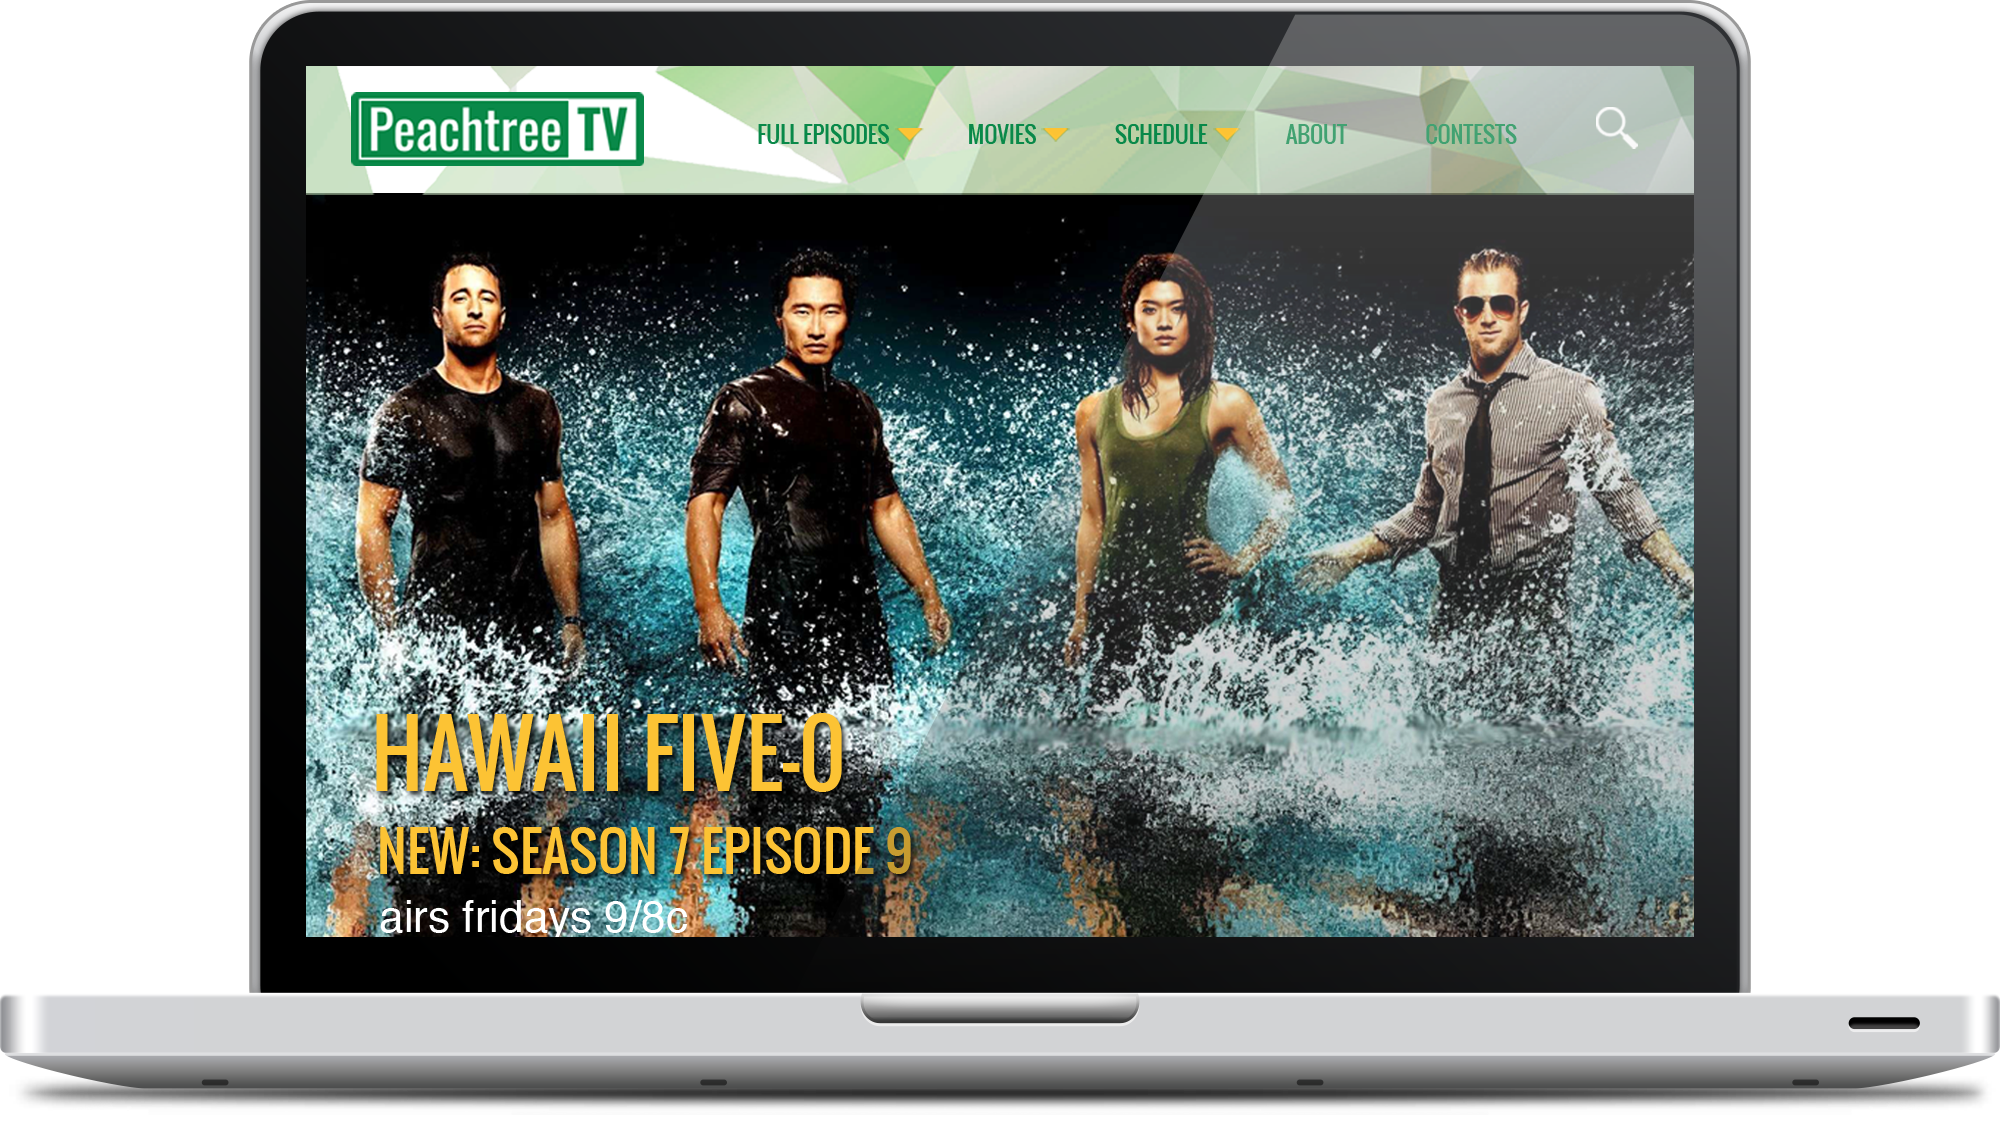 Peachtree TV
FULL EPISODES MOVIES SCHEDULE ABOUT CONTESTS
HAWAII FIVE-O
NEW: SEASON 7 EPISODE 9
airs fridays 9/8c